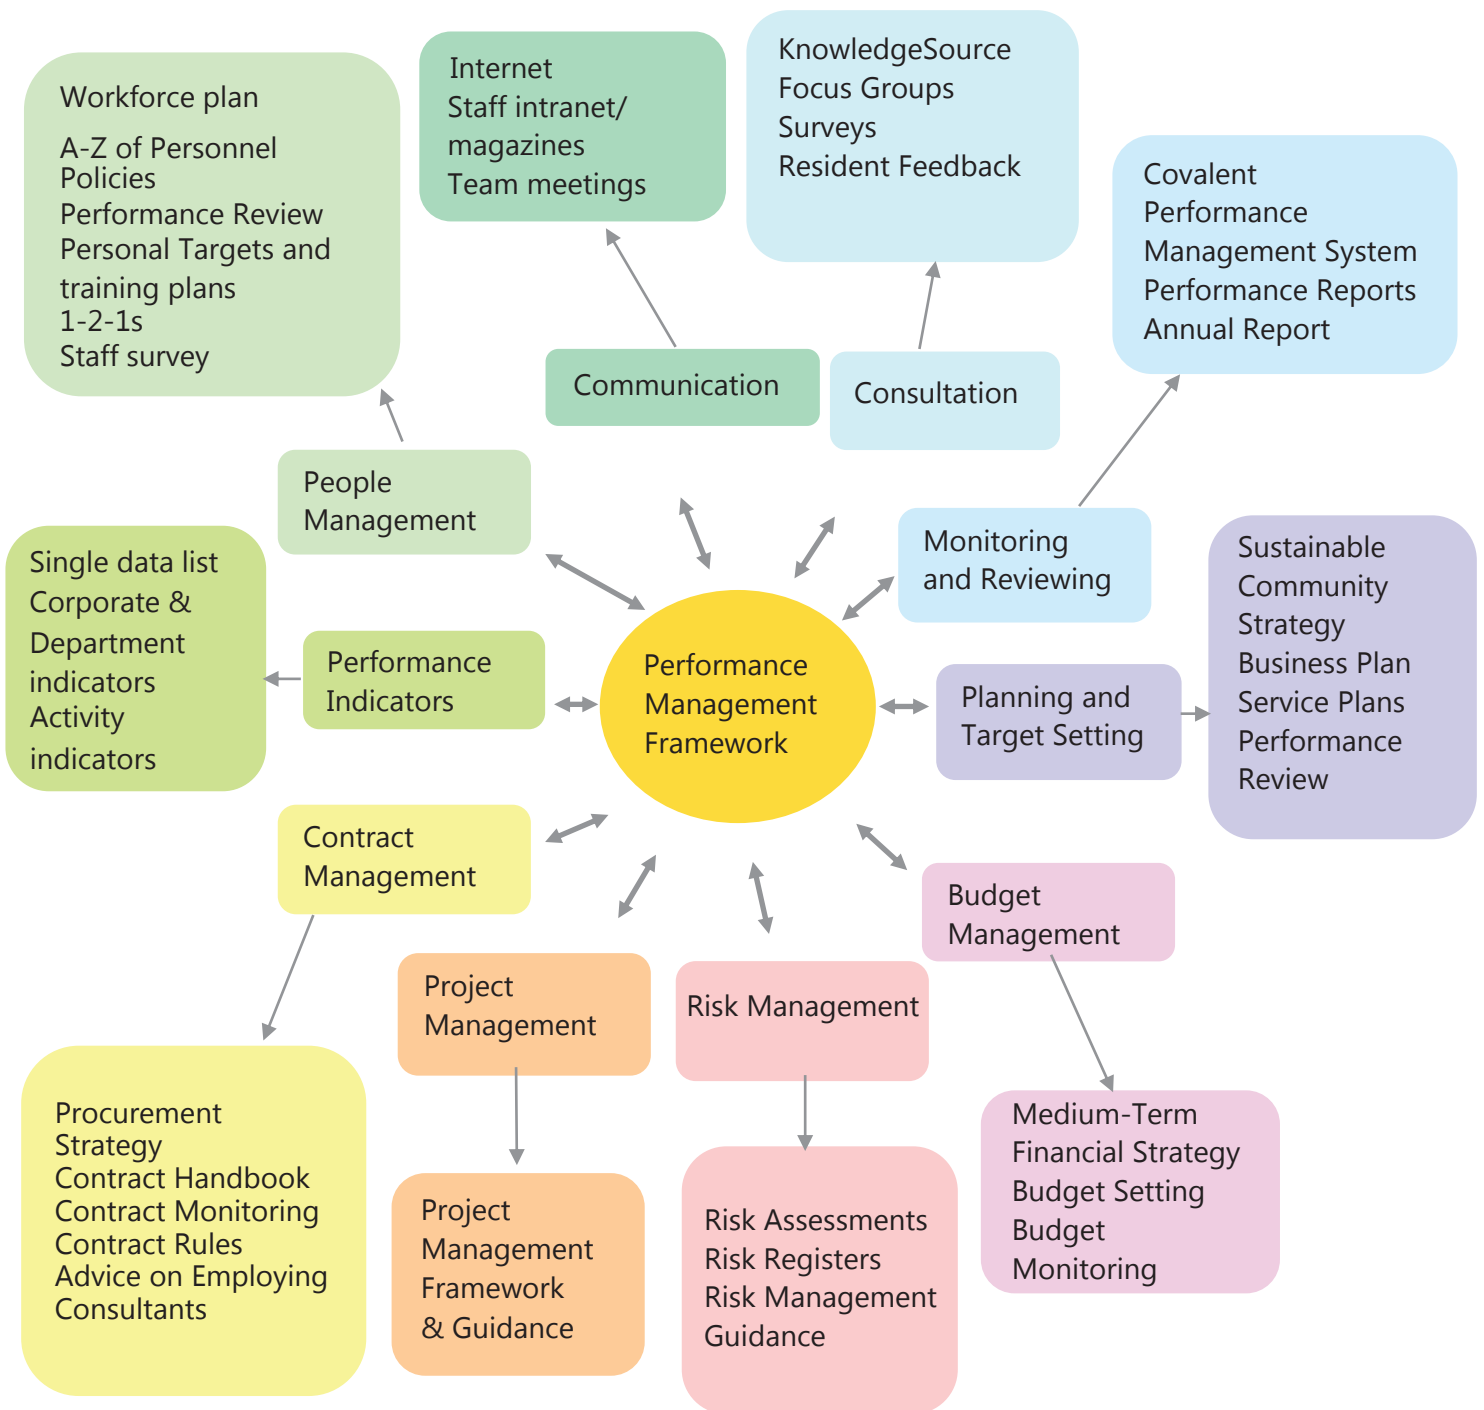 Workforce plan
A-Z of Personnel
Policies
Performance Review
Personal Targets and
training plans
1-2-1s
Staff survey
Internet
Staff intranet/
magazines
Team meetings
KnowledgeSource
Focus Groups
Surveys
Resident Feedback
Covalent
Performance
Management System
Performance Reports
Annual Report
Communication
Consultation
People
Management
Monitoring
and Reviewing
Single data list
Corporate &
Department
indicators
Activity
indicators
Performance
Indicators
Performance
Management
Framework
Planning and
Target Setting
Sustainable
Community
Strategy
Business Plan
Service Plans
Performance
Review
Contract
Management
Project
Management
Risk Management
Budget
Management
Procurement
Strategy
Contract Handbook
Contract Monitoring
Contract Rules
Advice on Employing
Consultants
Project
Management
Framework
& Guidance
Risk Assessments
Risk Registers
Risk Management
Guidance
Medium-Term
Financial Strategy
Budget Setting
Budget
Monitoring